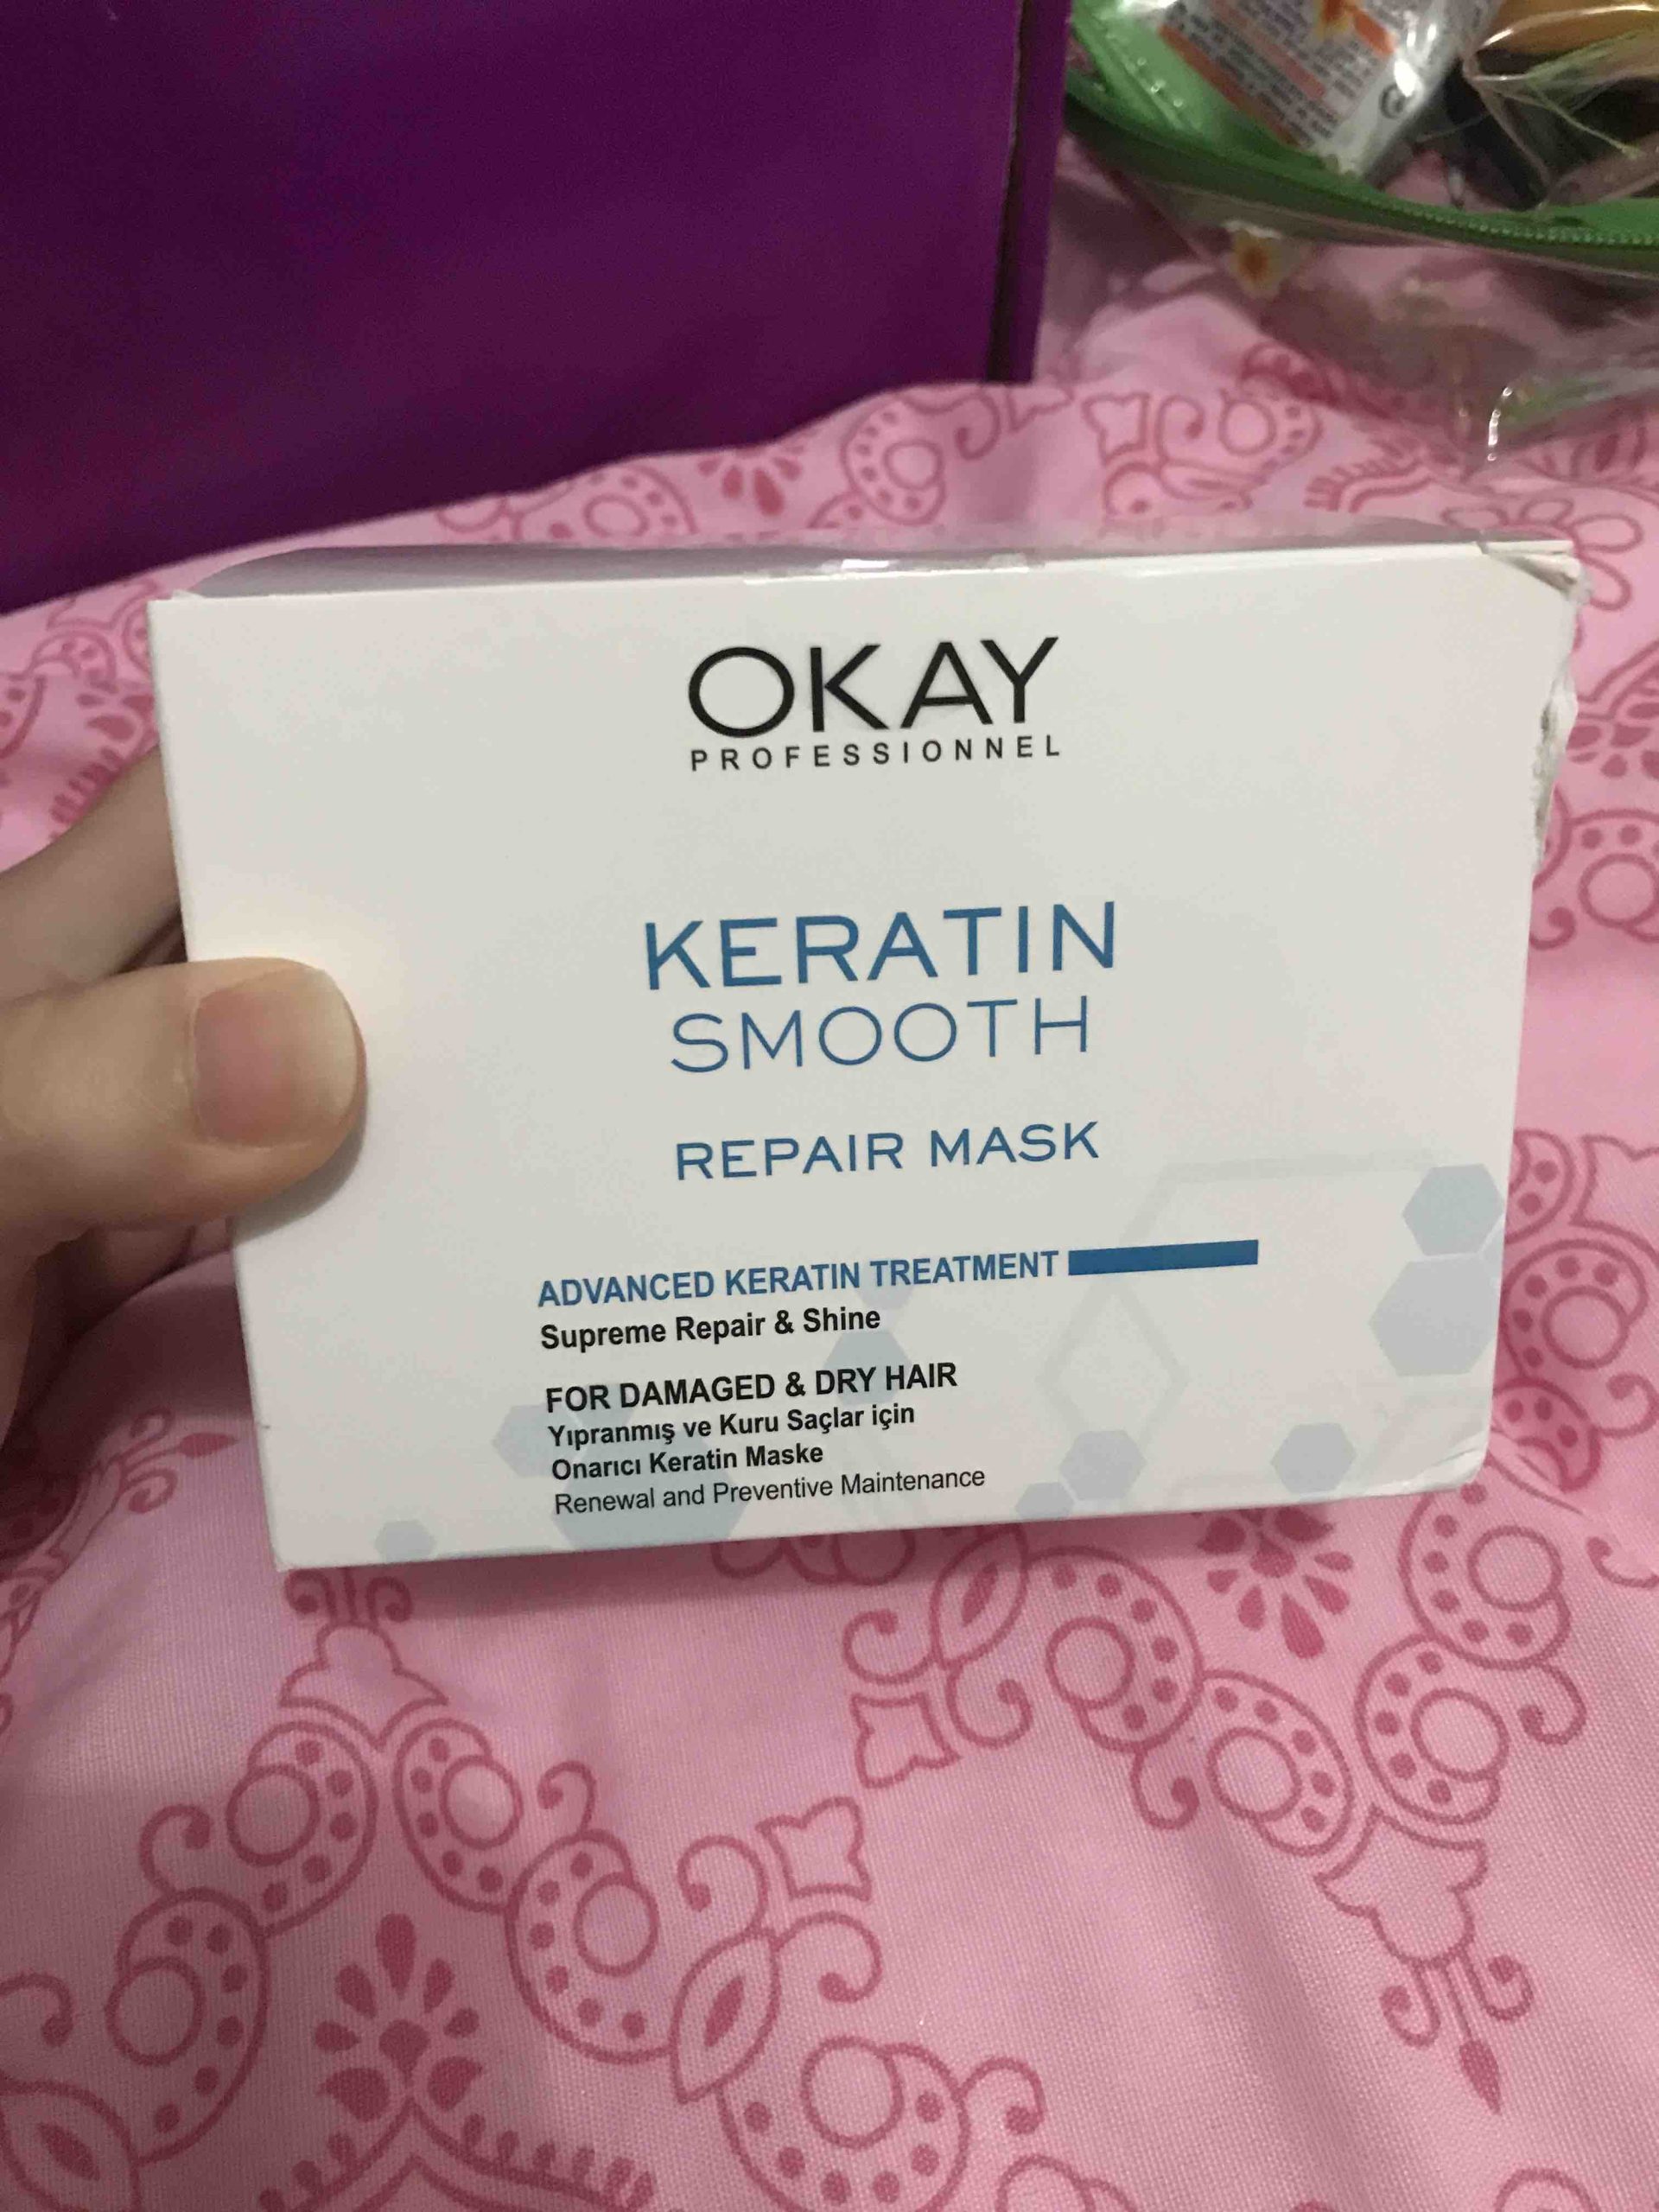 OKAY
PROFESSIONNEL
KERATIN
SMOOTH
REPAIR MASK
ADVANCED KERATIN TREATMENT
Supreme Repair & Shine
FOR DAMAGED & DRY HAIR
Yıpranmış ve Kuru Saçlar için
Onarıcı Keratin Maske
Renewal and Preventive Maintenance